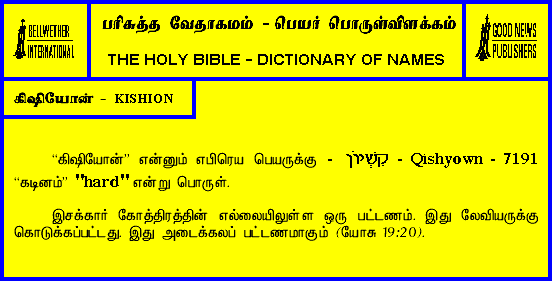 BELLWETHER
INTERNATIONAL
பரிசுத்த வேதாகமம் - பெயர் பொருள்விளக்கம்
THE HOLY BIBLE - DICTIONARY OF NAMES
GOOD NEWS
PUBLISHERS
கிஷியோன் - KISHION
“கிஷியோன்” என்னும் எபிரெய பெயருக்கு - קִשְׁיוֹן - Qishyown - 7191
“கடினம்” "hard" என்று பொருள்.
இசக்கார் கோத்திரத்தின் எல்லையிலுள்ள ஒரு பட்டணம். இது லேவியருக்கு
கொடுக்கப்பட்டது. இது அடைக்கலப் பட்டணமாகும் (யோசு 19:20).